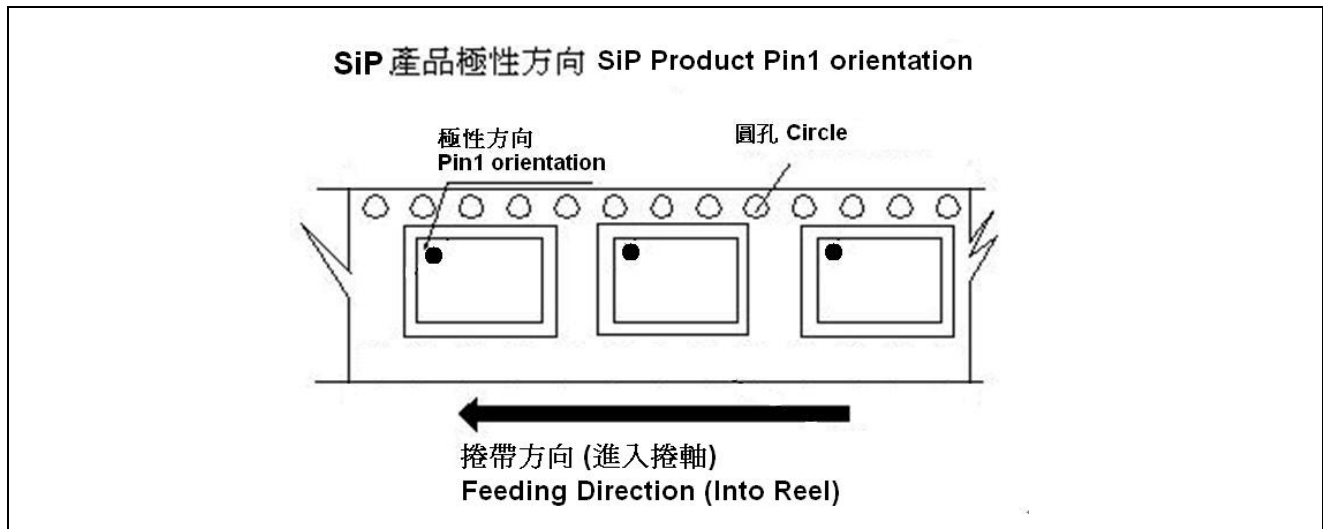 SiP 產品極性方向 SiP Product Pin1 orientation
極性方向
Pin1 orientation
圓孔 Circle
捲帶方向 (進入捲軸)
Feeding Direction (Into Reel)